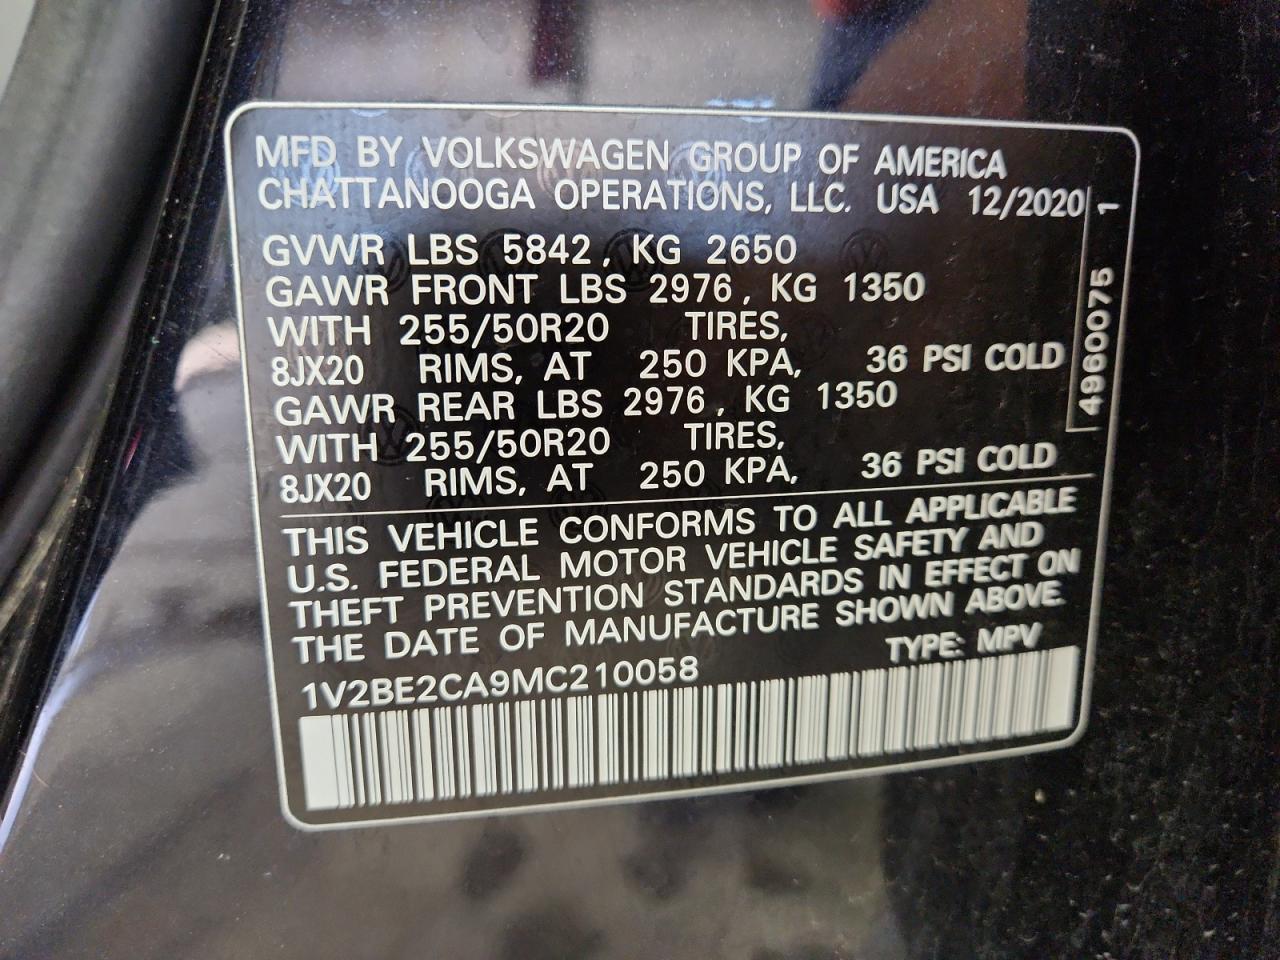 MFD BY VOLKSWAGEN GROUP OF AMERICA
CHATTANOOGA OPERATIONS, LLC. USA 12/2020
GVWR LBS 5842, KG 2650
GAWR FRONT LBS 2976, KG 1350
WITH 255/50R20 TIRES,
8JX20 RIMS, AT 250 KPA, 36 PSI COLD
GAWR REAR LBS 2976, KG 1350
WITH 255/50R20 TIRES,
8JX20 RIMS, AT 250 KPA, 36 PSI COLD
4960075 1
THIS VEHICLE CONFORMS TO ALL APPLICABLE
U.S. FEDERAL MOTOR VEHICLE SAFETY AND
THEFT PREVENTION STANDARDS IN EFFECT ON
THE DATE OF MANUFACTURE SHOWN ABOVE.
TYPE: MPV
1V2BE2CA9MC210058